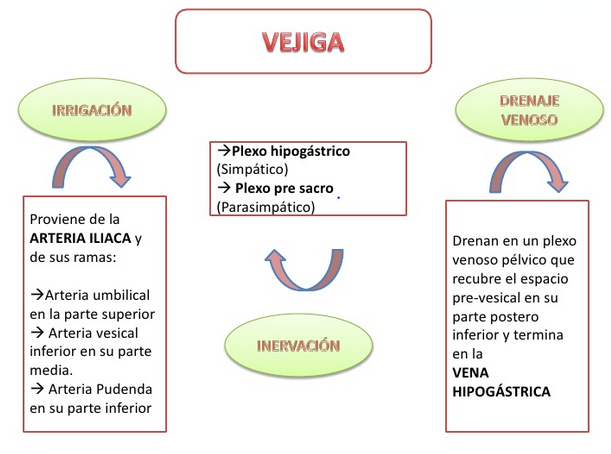 VEJIGA
IRRIGACIÓN
Proviene de la
ARTERIA ILIACA y
de sus ramas:
→Arteria umbilical
en la parte superior
→ Arteria vesical
inferior en su parte
media.
→ Arteria Pudenda
en su parte inferior
→Plexo hipogástrico
(Simpático)
→ Plexo pre sacro
(Parasimpático)
INERVACIÓN
DRENAJE
VENOSO
Drenan en un plexo
venoso pélvico que
recubre el espacio
pre-vesical en su
parte postero
inferior y termina
en la
VENA
HIPOGÁSTRICA